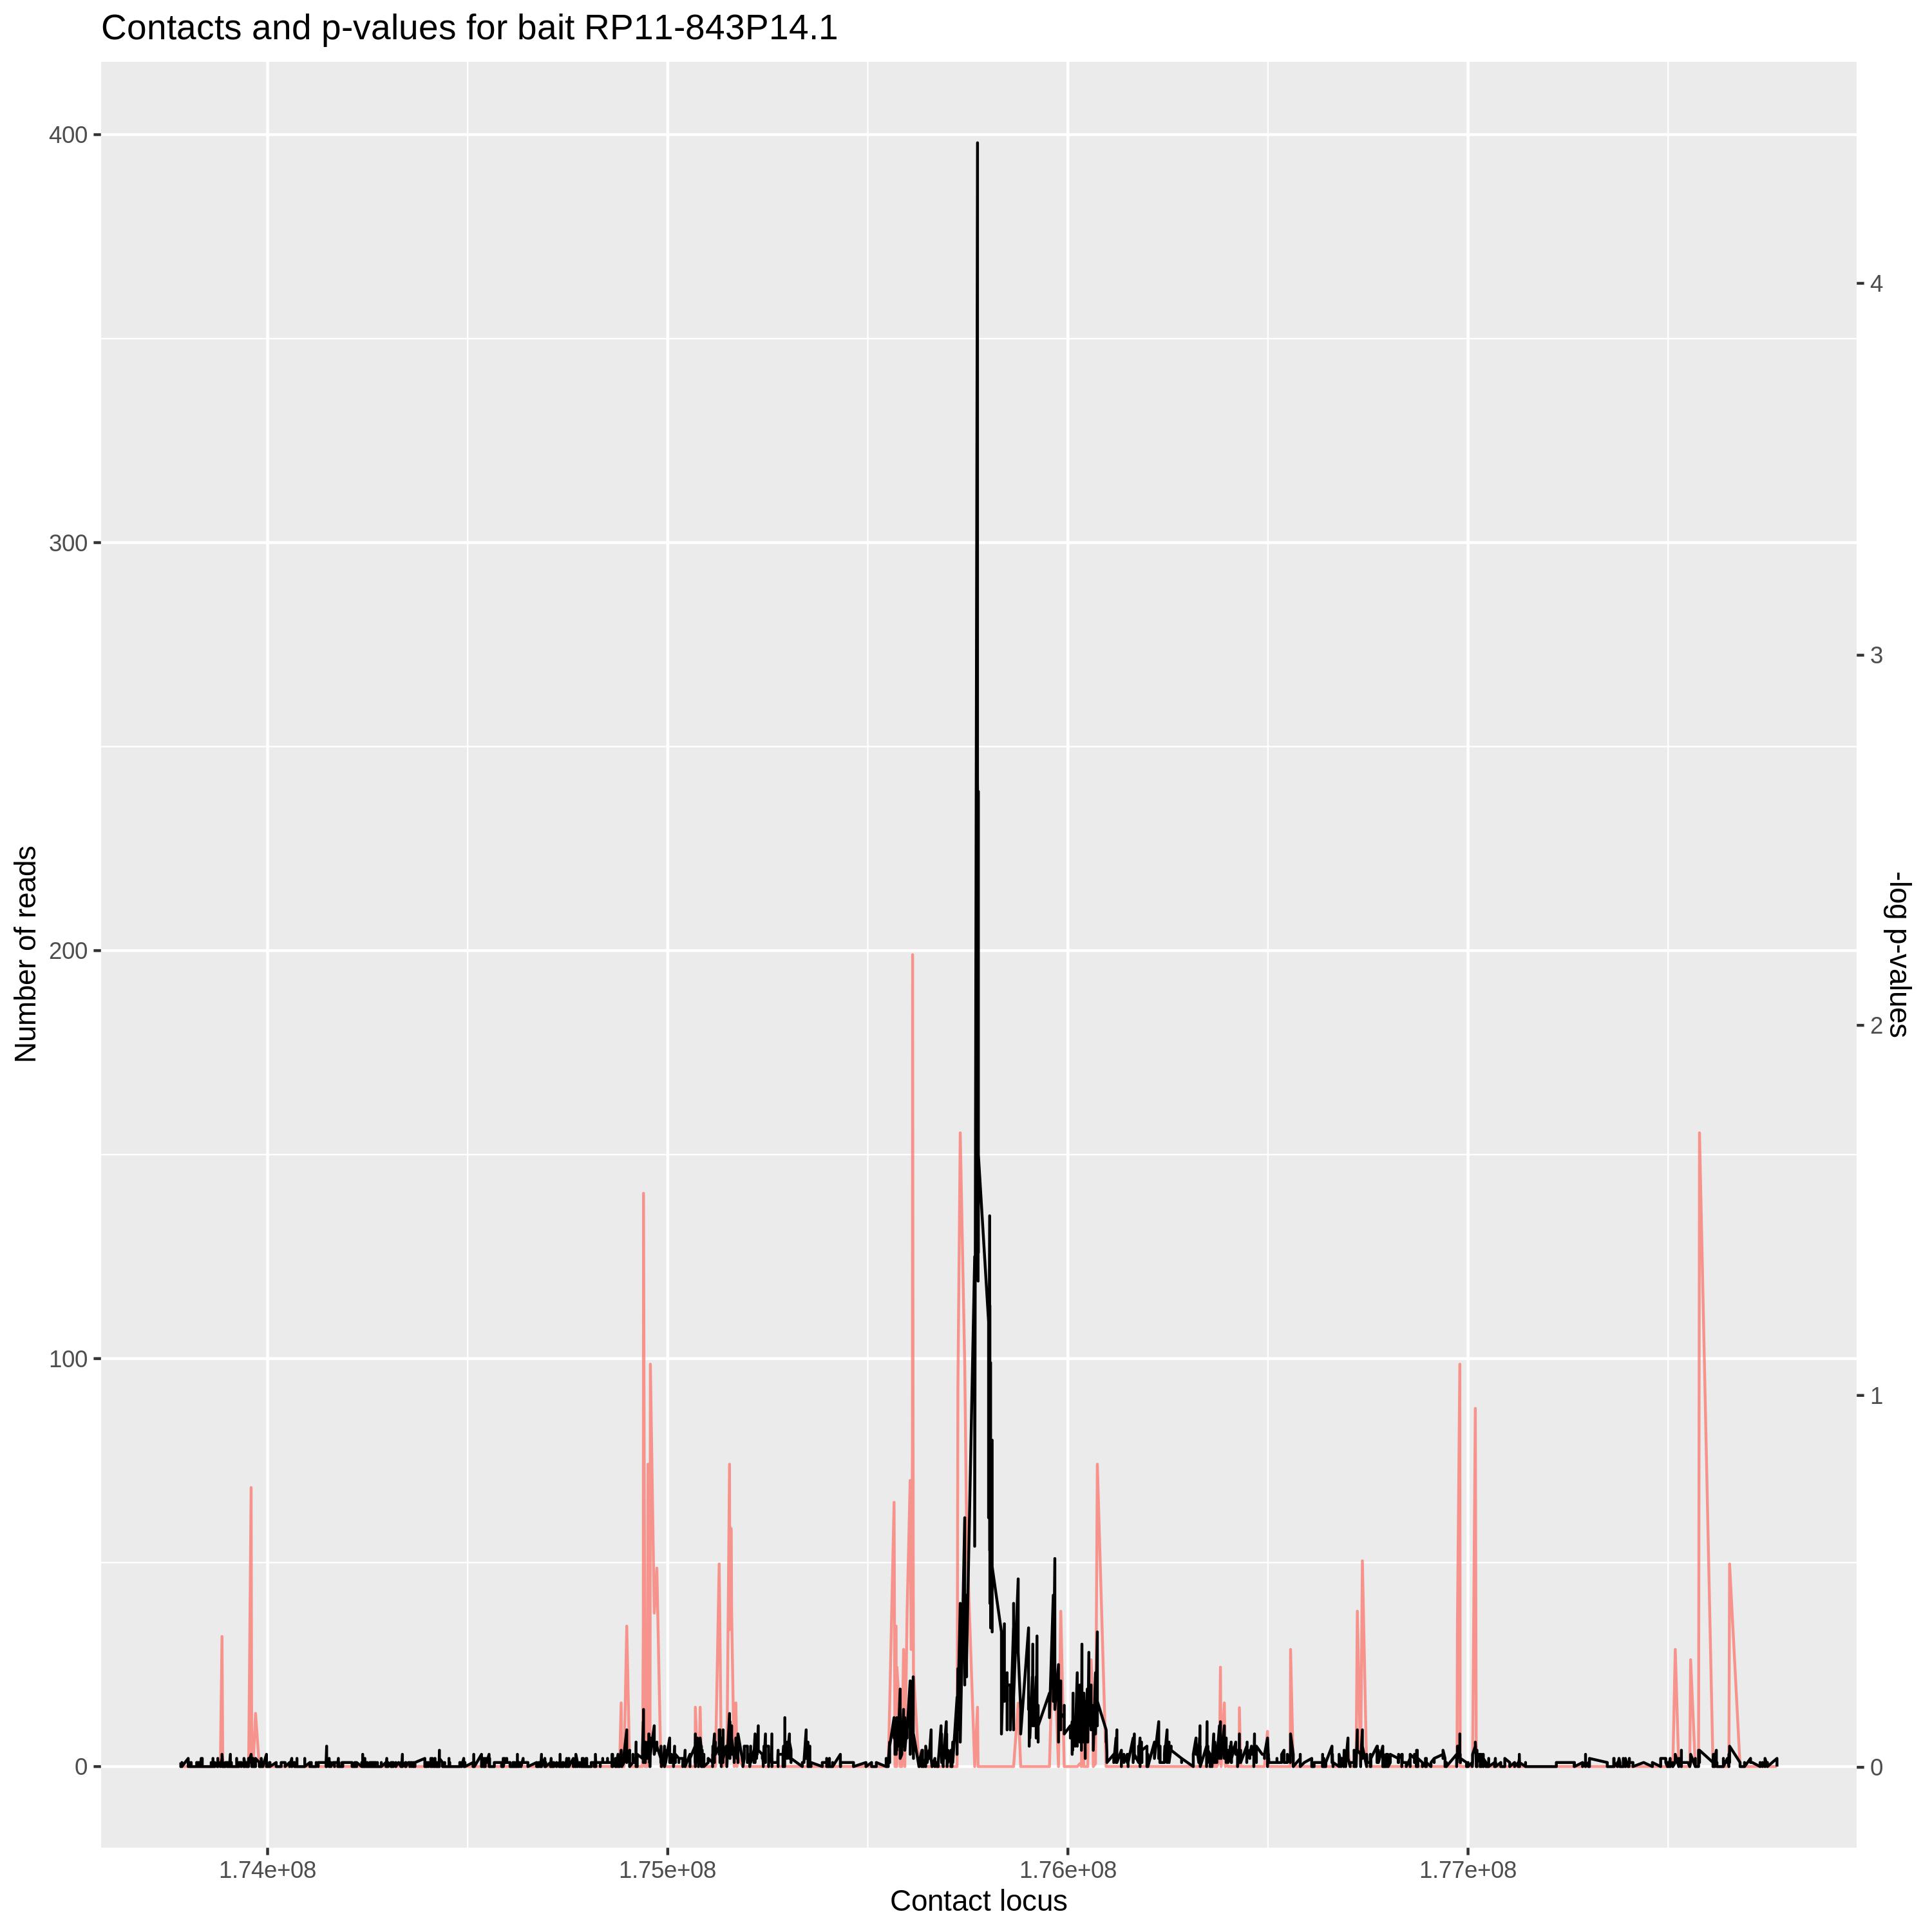 Contacts and p-values for bait RP11-843P14.1
400
300
200
100
0
Number of reads
4
3
2
1
0
-log p-values
1.74e+08
1.75e+08
1.76e+08
1.77e+08
Contact locus